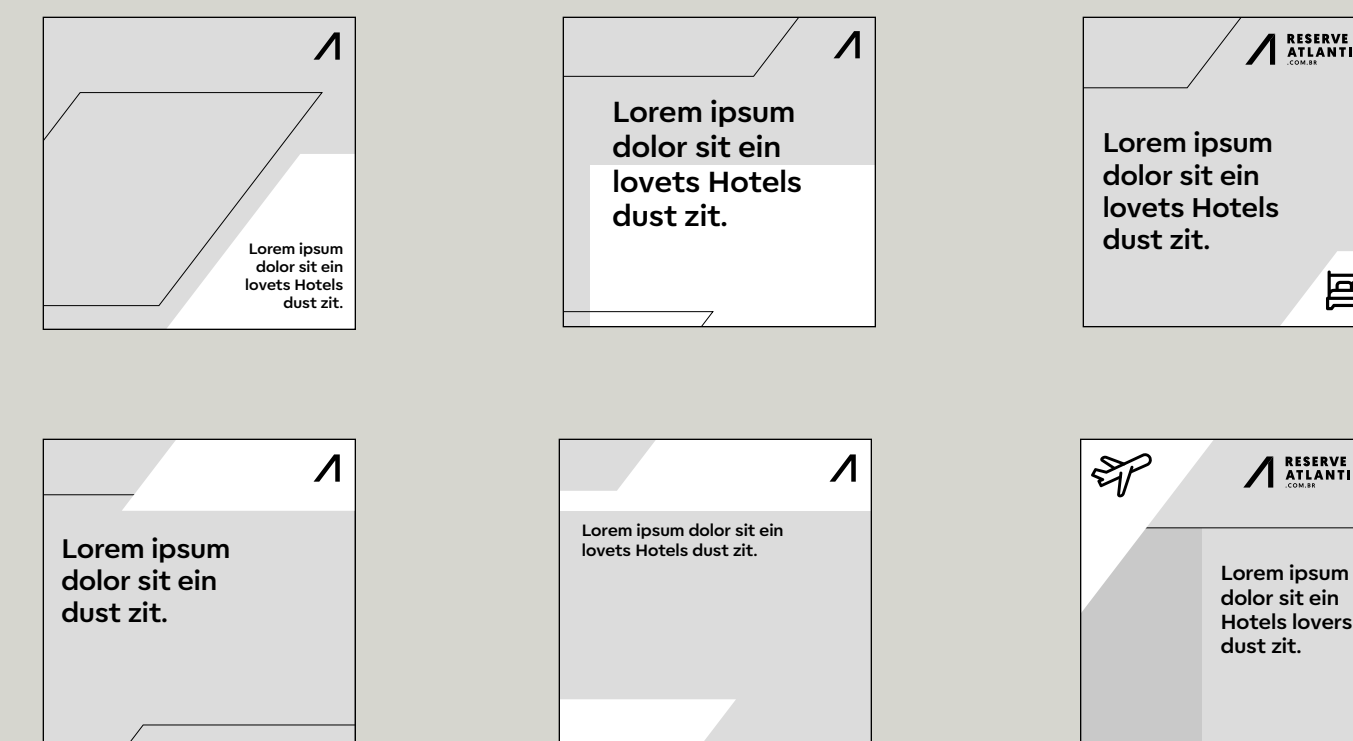 Lorem ipsum
dolor sit ein
lovets Hotels
dust zit.
Lorem ipsum
dolor sit ein
lovets Hotels
dust zit.
RESERVE
ATLANTI
.COM.BR
Lorem ipsum
dolor sit ein
lovets Hotels
dust zit.
Lorem ipsum
dolor sit ein
dust zit.
Lorem ipsum dolor sit ein
lovets Hotels dust zit.
RESERVE
ATLANTI
.COM.BR
Lorem ipsum
dolor sit ein
Hotels lovers
dust zit.